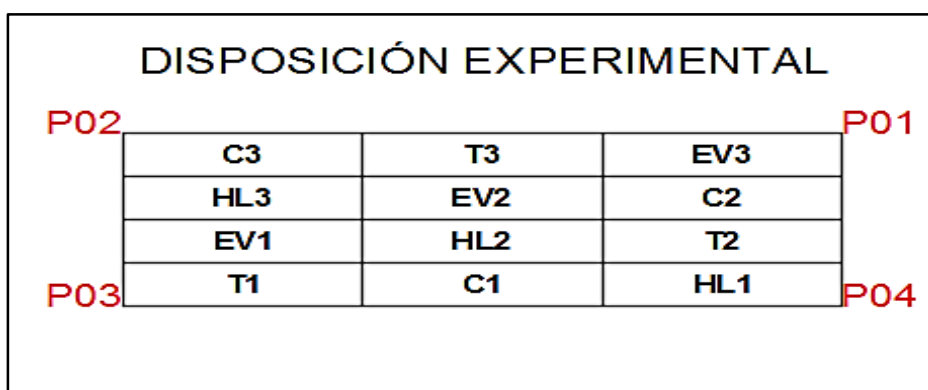 DISPOSICIÓN EXPERIMENTAL
P02 P01
C3 T3 EV3
HL3 EV2 C2
EV1 HL2 T2
P03 T1 C1 HL1 P04